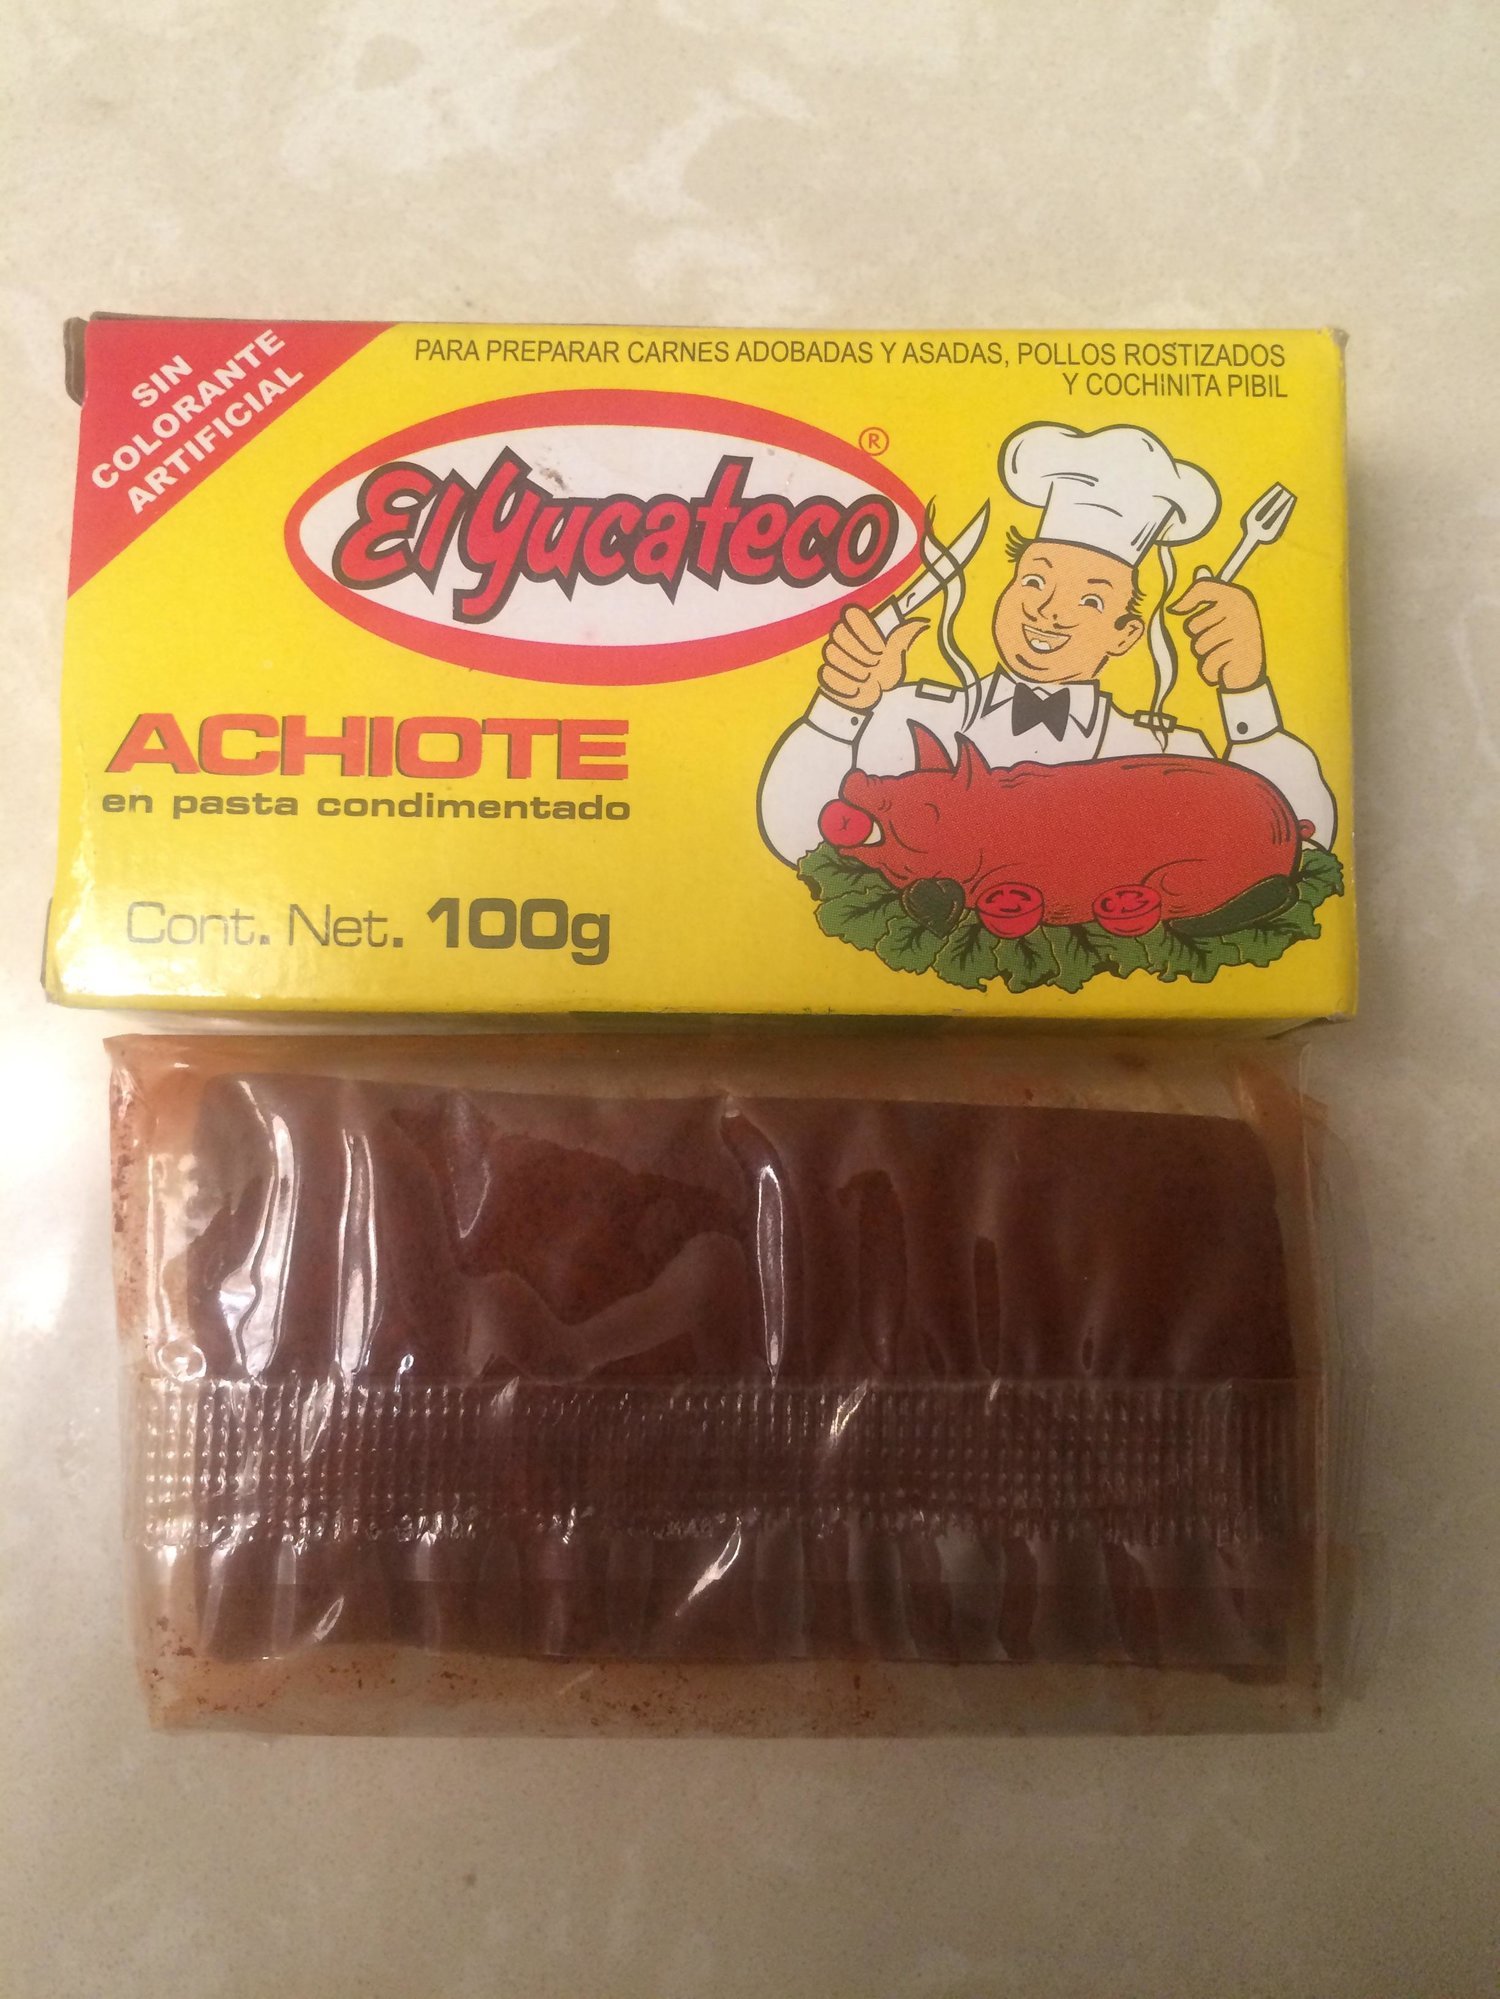 SIN
COLORANTE
ARTIFICIAL
PARA PREPARAR CARNES ADOBADAS Y ASADAS, POLLOS ROSTIZADOS
Y COCHINITA PIBIL
El Yucateco ®
ACHIOTE
en pasta condimentado
Cont. Net. 100g